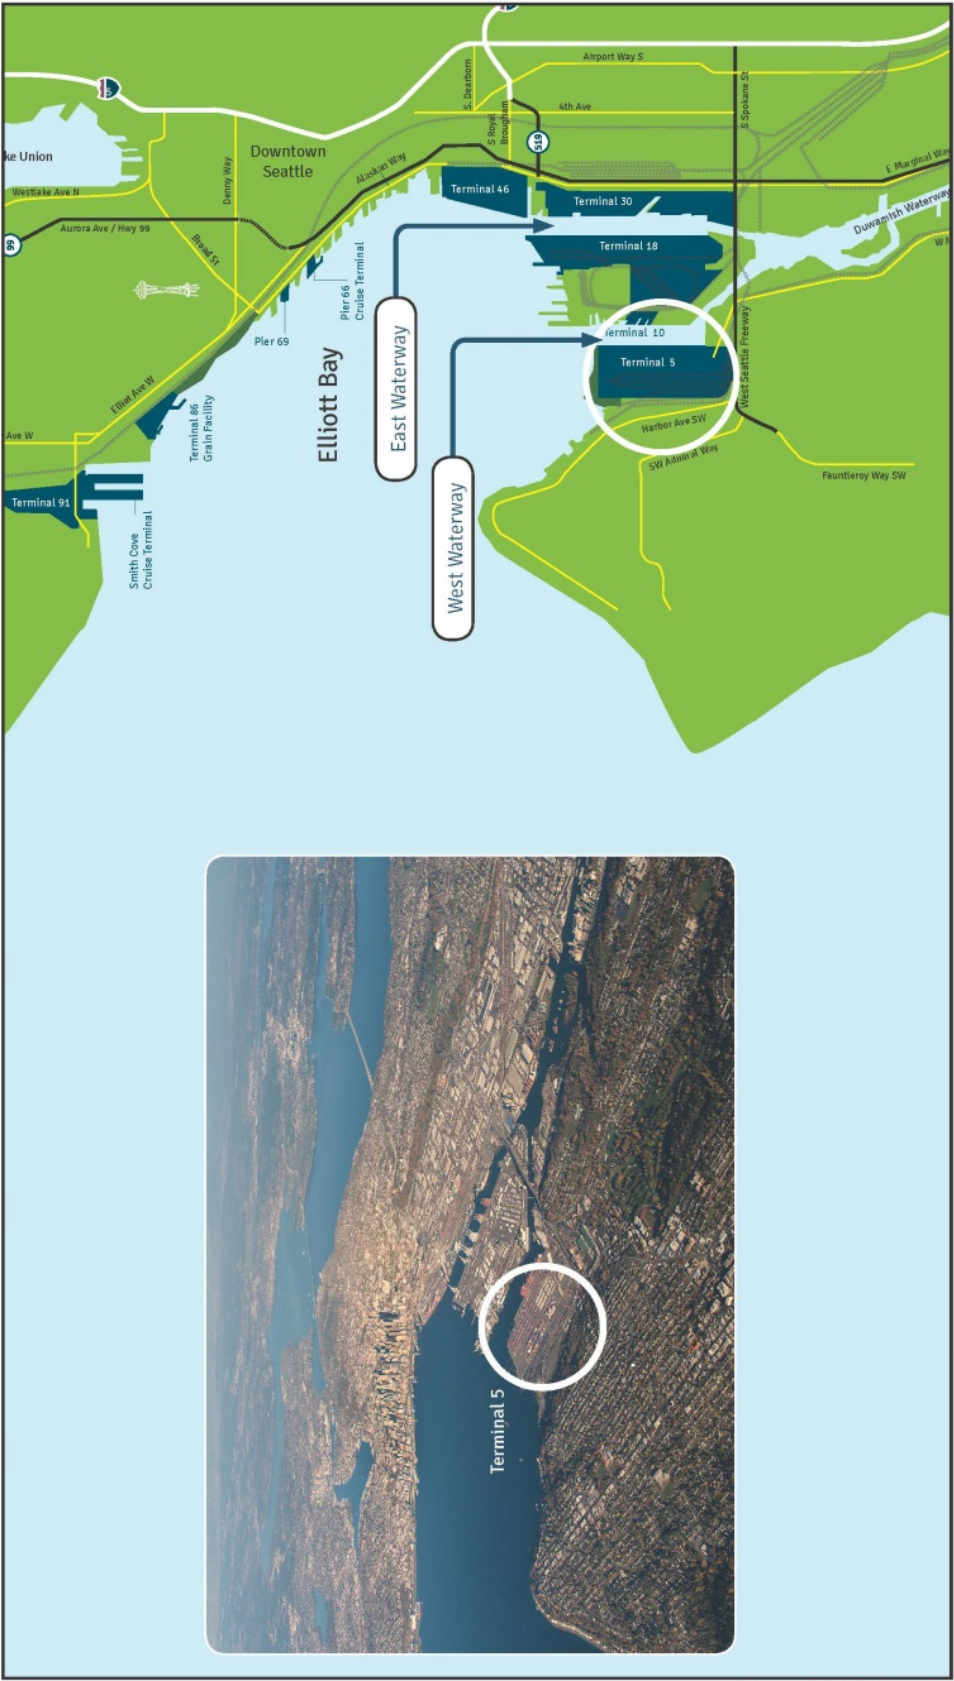 Airport Way S
S. Dearborn
4th Ave
S Spokane St
S Royal
Brougham
519
5
ke Union
Downtown
Seattle
Denny Way
Alaskan Way
Westlake Ave N
Aurora Ave / Hwy 99
99
Broad St
E Marginal Way
Duwamish Waterway
W A
Terminal 46
Terminal 30
Terminal 18
Terminal 10
Terminal 5
Pier 66
Cruise Terminal
Pier 69
Elliott Bay
East Waterway
West Waterway
West Seattle Freeway
Harbor Ave SW
SW Admiral Way
Fauntleroy Way SW
Elliot Ave W
Ave W
Terminal 86
Grain Facility
Terminal 91
Smith Cove
Cruise Terminal
Terminal 5